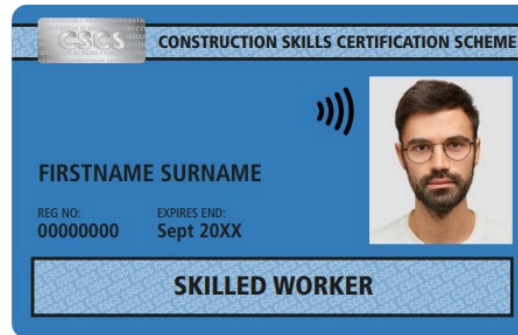 CSCS CONSTRUCTION SKILLS CERTIFICATION SCHEME
FIRSTNAME SURNAME
REG NO: EXPIRES END:
00000000 Sept 20XX
SKILLED WORKER